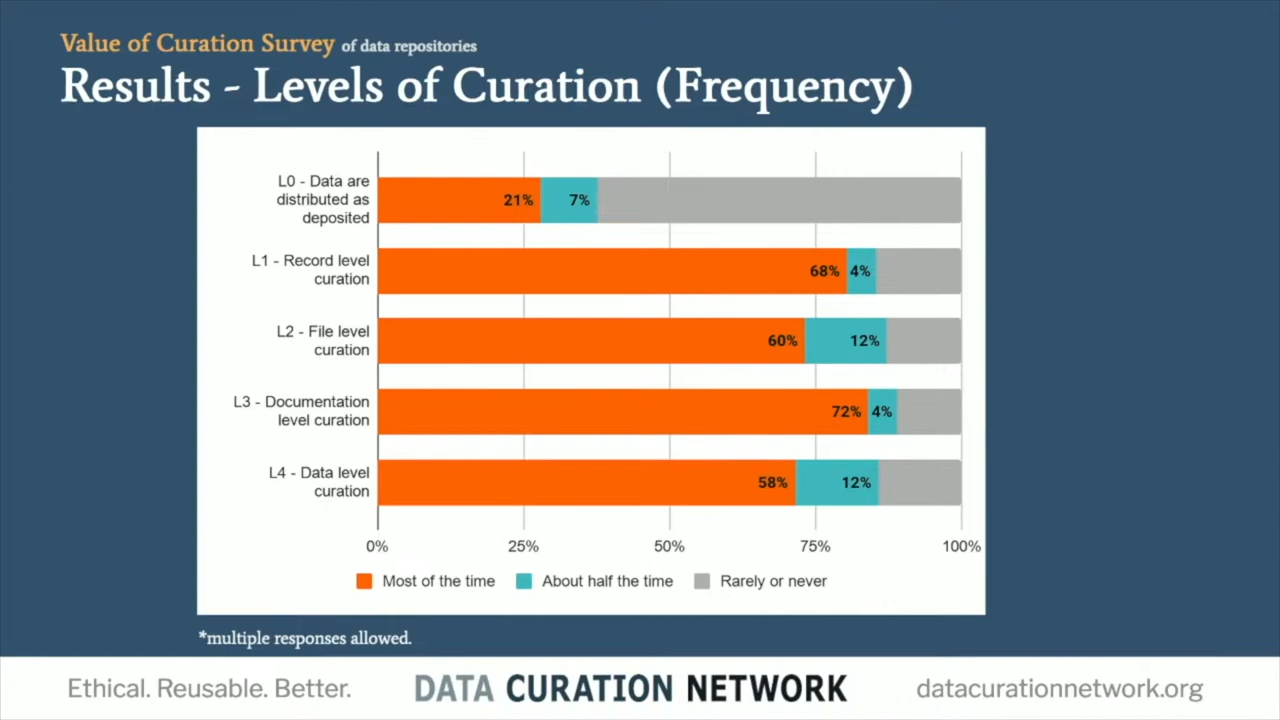 Value of Curation Survey of data repositories
Results - Levels of Curation (Frequency)
L0 - Data are
distributed as
deposited
21% 7%
L1 - Record level
curation
68% 4%
L2 - File level
curation
60% 12%
L3 - Documentation
level curation
72% 4%
L4 - Data level
curation
58% 12%
0% 25% 50% 75% 100%
Most of the time About half the time Rarely or never
*multiple responses allowed.
Ethical. Reusable. Better. DATA CURATION NETWORK datacurationnetwork.org